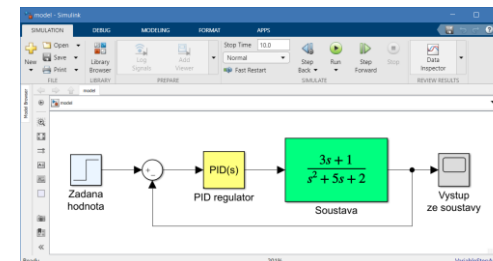 model - Simulink
SIMULATION DEBUG MODELING FORMAT APPS
New
Open
Save
Print
FILE
Library
Browser
LIBRARY
Log
Signals
Add
Viewer
PREPARE
Stop Time 10.0
Normal
Fast Restart
Step
Back
Run
Step
Forward
Stop
SIMULATE
Data
Inspector
REVIEW RESULTS
model
Model Browser
model
Zadana
hodnota
+
-
PID(s)
PID regulator
3s + 1
s² + 5s + 2
Soustava
Vystup
ze soustavy
Ready